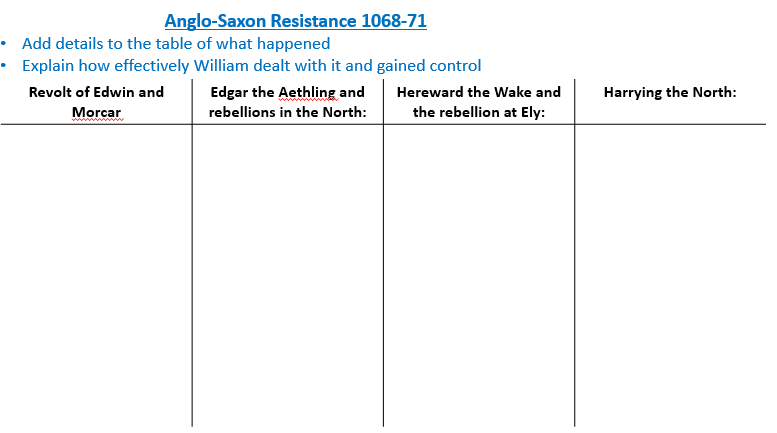 Anglo-Saxon Resistance 1068-71
• Add details to the table of what happened
• Explain how effectively William dealt with it and gained control
Revolt of Edwin and
Morcar
Edgar the Aethling and
rebellions in the North:
Hereward the Wake and
the rebellion at Ely:
Harrying the North: